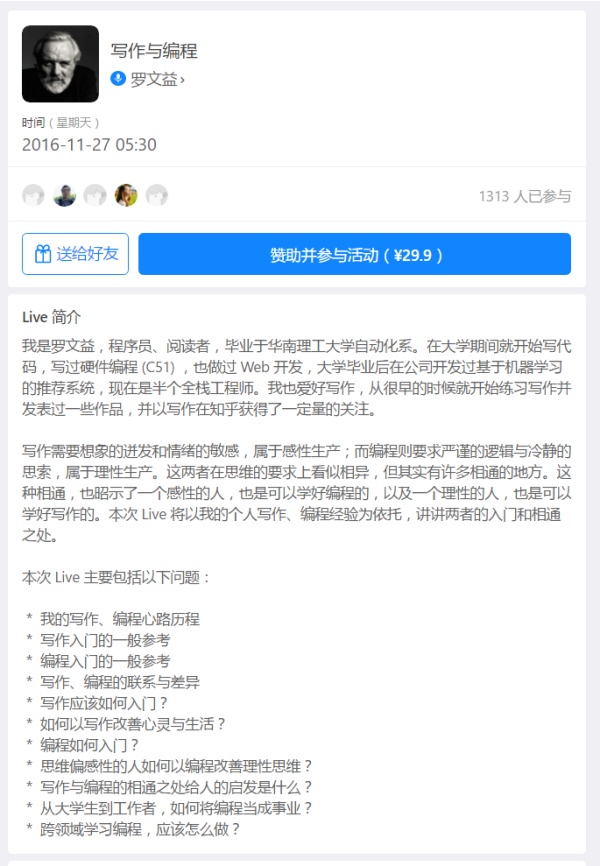 写作与编程
罗文益›
时间（星期天）
2016-11-27 05:30
1313 人已参与
送给好友
赞助并参与活动（¥29.9 ）
Live 简介
我是罗文益，程序员、阅读者，毕业于华南理工大学自动化系。在大学期间就开始写代
码，写过硬件编程 (C51) ，也做过 Web 开发，大学毕业后在公司开发过基于机器学习
的推荐系统，现在是半个全栈工程师。我也爱好写作，从很早的时候就开始练习写作并
发表过一些作品，并以写作在知乎获得了一定量的关注。
写作需要想象的迸发和情绪的敏感，属于感性生产；而编程则要求严谨的逻辑与冷静的
思索，属于理性生产。这两者在思维的要求上看似相异，但其实有许多相通的地方。这
种相通，也昭示了一个感性的人，也是可以学好编程的，以及一个理性的人，也是可以
学好写作的。本次 Live 将以我的个人写作、编程经验为依托，讲讲两者的入门和相通
之处。
本次 Live 主要包括以下问题：
* 我的写作、编程心路历程
* 写作入门的一般参考
* 编程入门的一般参考
* 写作、编程的联系与差异
* 写作应该如何入门？
* 如何以写作改善心灵与生活？
* 编程如何入门？
* 思维偏感性的人如何以编程改善理性思维？
* 写作与编程的相通之处给人的启发是什么？
* 从大学生到工作者，如何将编程当成事业？
* 跨领域学习编程，应该怎么做？